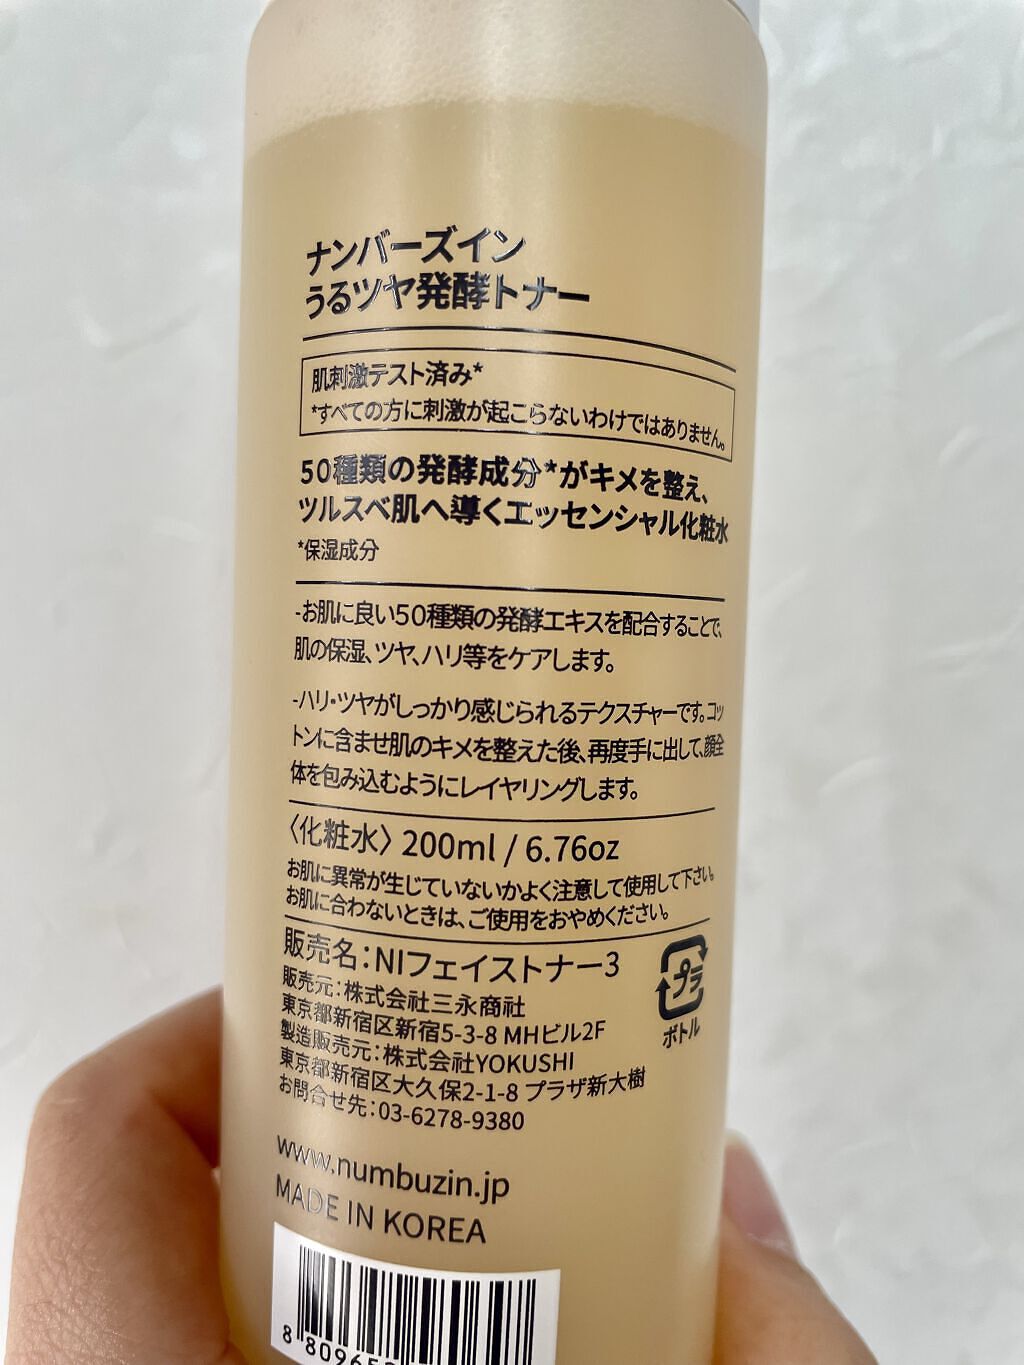 ナンバーズイン
うるツヤ発酵トナー
肌刺激テスト済み*
*すべての方に刺激が起こらないわけではありません。
50種類の発酵成分*がキメを整え、
ツルスベ肌へ導くエッセンシャル化粧水
*保湿成分
-お肌に良い50種類の発酵エキスを配合することで、
肌の保湿、ツヤ、ハリ等をケアします。
-ハリ・ツヤがしっかり感じられるテクスチャーです。コッ
トンに含ませ肌のキメを整えた後、再度手に出して、顔全
体を包み込むようにレイヤリングします。
〈化粧水〉 200ml / 6.76oz
お肌に異常が生じていないかよく注意して使用して下さい。
お肌に合わないときは、ご使用をおやめください。
販売名：NIフェイストナー3
販売元：株式会社三永商社
東京都新宿区新宿5-3-8 MHビル2F
製造販売元：株式会社YOKUSHI
東京都新宿区大久保2-1-8 プラザ新大樹
お問合せ先：03-6278-9380
プラ
ボトル
www.numbuzin.jp
MADE IN KOREA